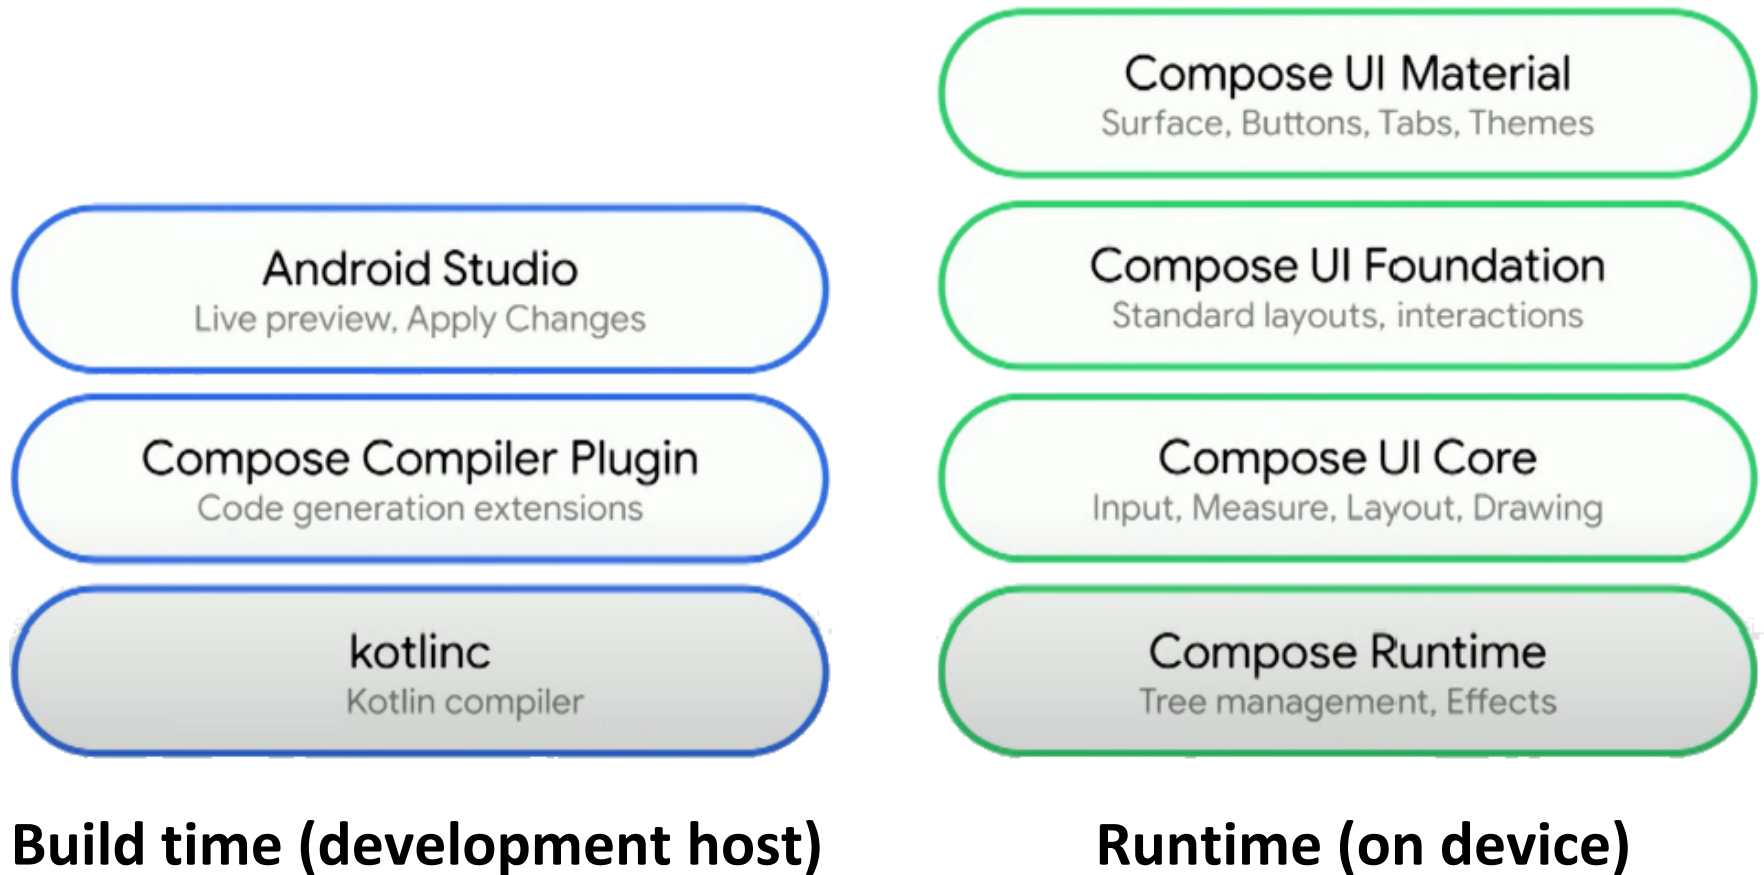 Android Studio
Live preview, Apply Changes
Compose Compiler Plugin
Code generation extensions
kotlinc
Kotlin compiler
Build time (development host)
Compose UI Material
Surface, Buttons, Tabs, Themes
Compose UI Foundation
Standard layouts, interactions
Compose UI Core
Input, Measure, Layout, Drawing
Compose Runtime
Tree management, Effects
Runtime (on device)